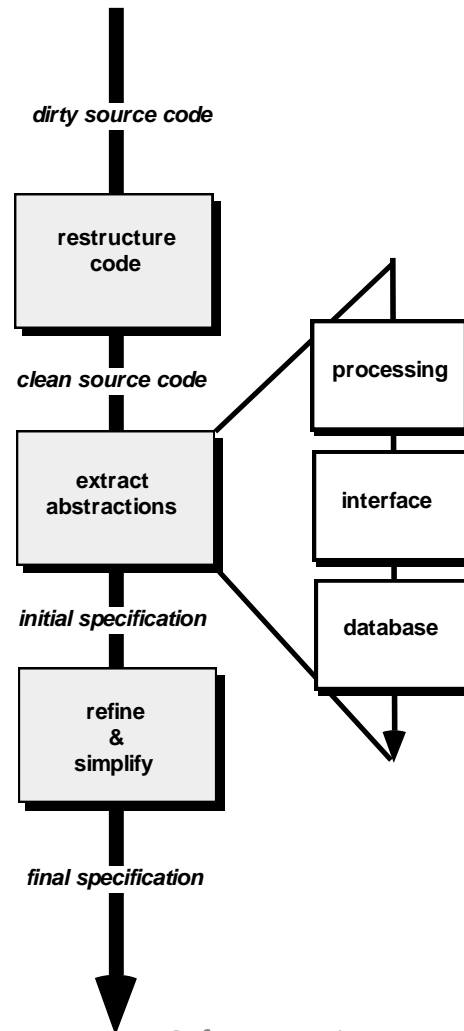 dirty source code
restructure
code
clean source code
processing
extract
abstractions
interface
initial specification
database
refine
&
simplify
final specification